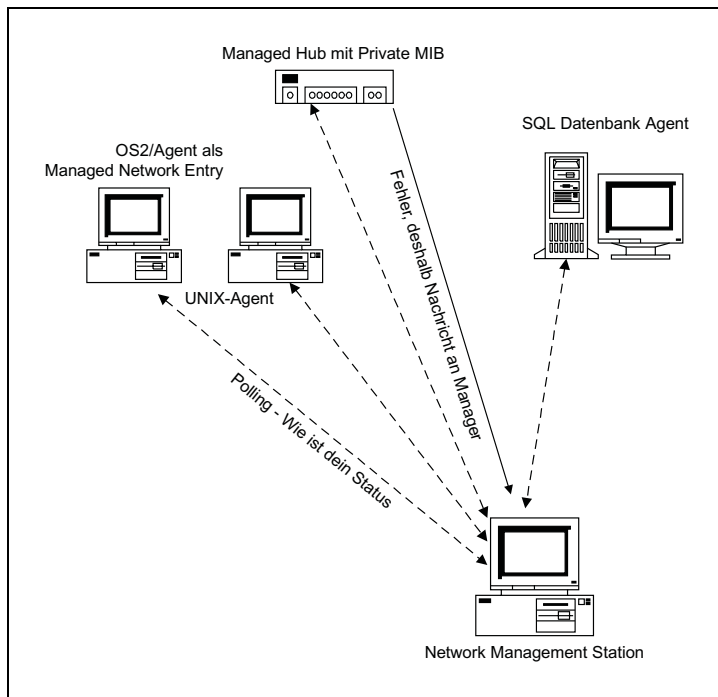 Managed Hub mit Private MIB
SQL Datenbank Agent
OS2/Agent als
Managed Network Entry
UNIX-Agent
Fehler, deshalb Nachricht an Manager
Polling - Wie ist dein Status
Network Management Station